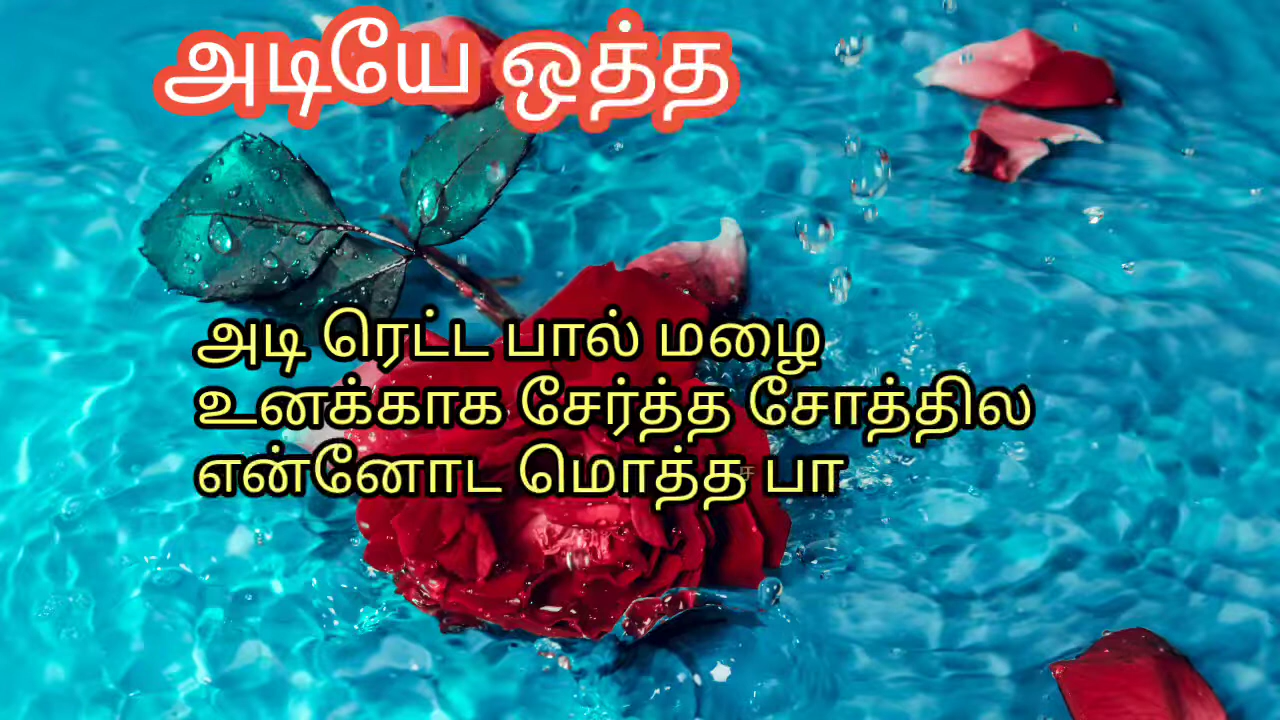 அடியே ஒத்த
அடி ரெட்ட பால் மழை
உனக்காக சேர்த்த சோத்தில
என்னோட மொத்த பா